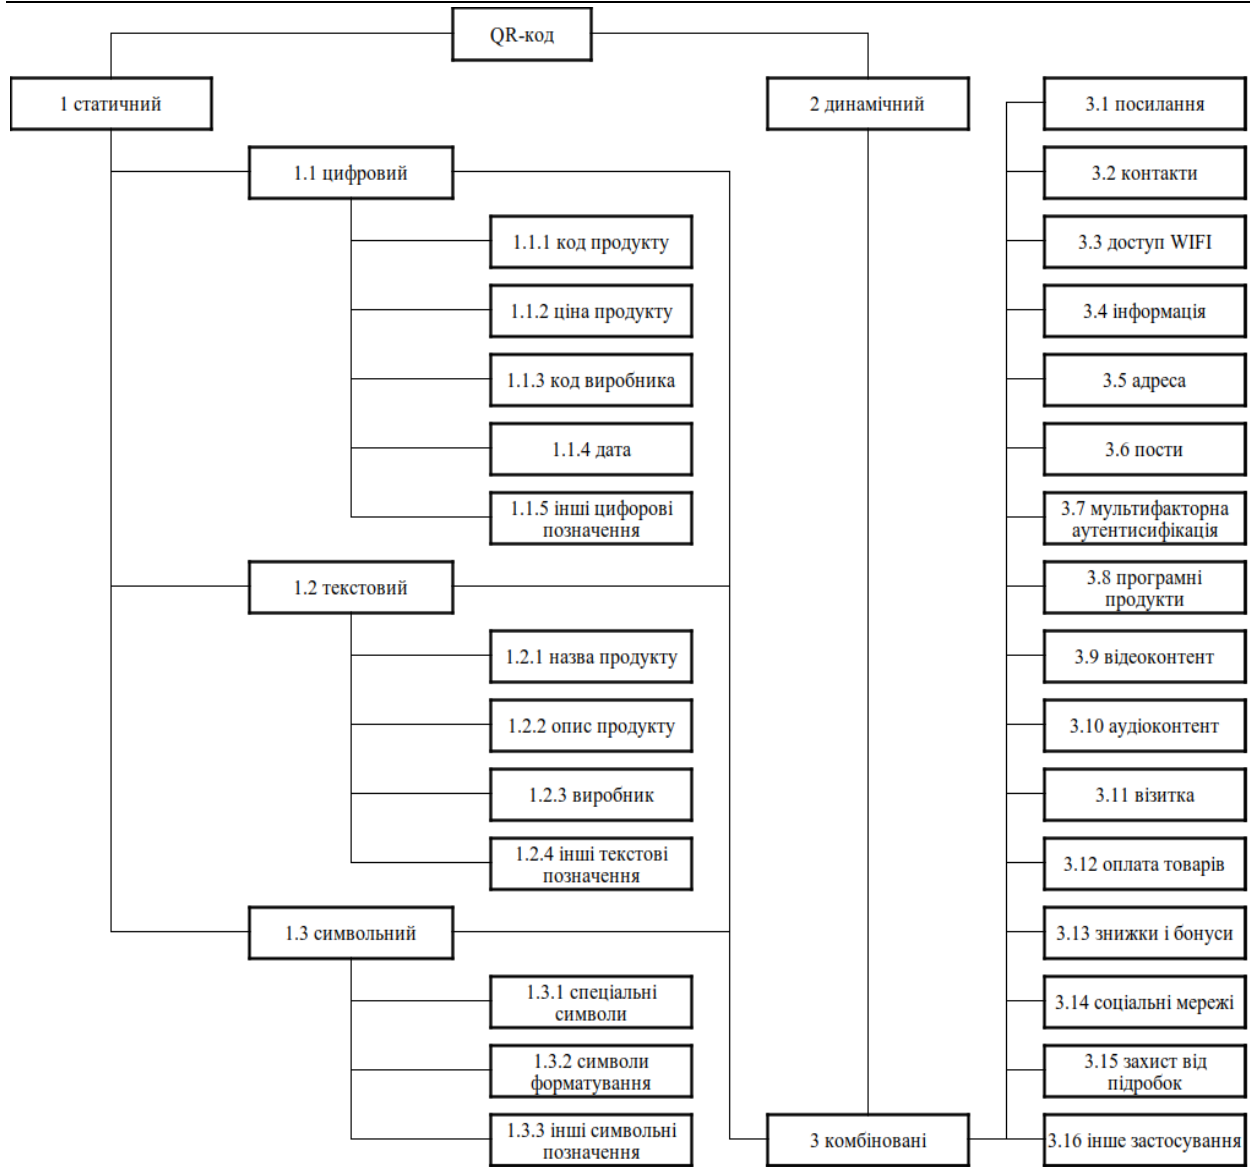 QR-код
1 статичний
2 динамічний
3.1 посилання
1.1 цифровий
3.2 контакти
1.1.1 код продукту
3.3 доступ WIFI
1.1.2 ціна продукту
3.4 інформація
1.1.3 код виробника
3.5 адреса
1.1.4 дата
3.6 пости
1.1.5 інші цифорові
позначення
3.7 мультифакторна
аутентисифікація
1.2 текстовий
3.8 програмні
продукти
1.2.1 назва продукту
3.9 відеоконтент
1.2.2 опис продукту
3.10 аудіоконтент
1.2.3 виробник
3.11 візитка
1.2.4 інші текстові
позначення
3.12 оплата товарів
1.3 символьний
3.13 знижки і бонуси
1.3.1 спеціальні
символи
3.14 соціальні мережі
1.3.2 символи
форматування
3.15 захист від
підробок
1.3.3 інші символьні
позначення
3 комбіновані
3.16 інше застосування